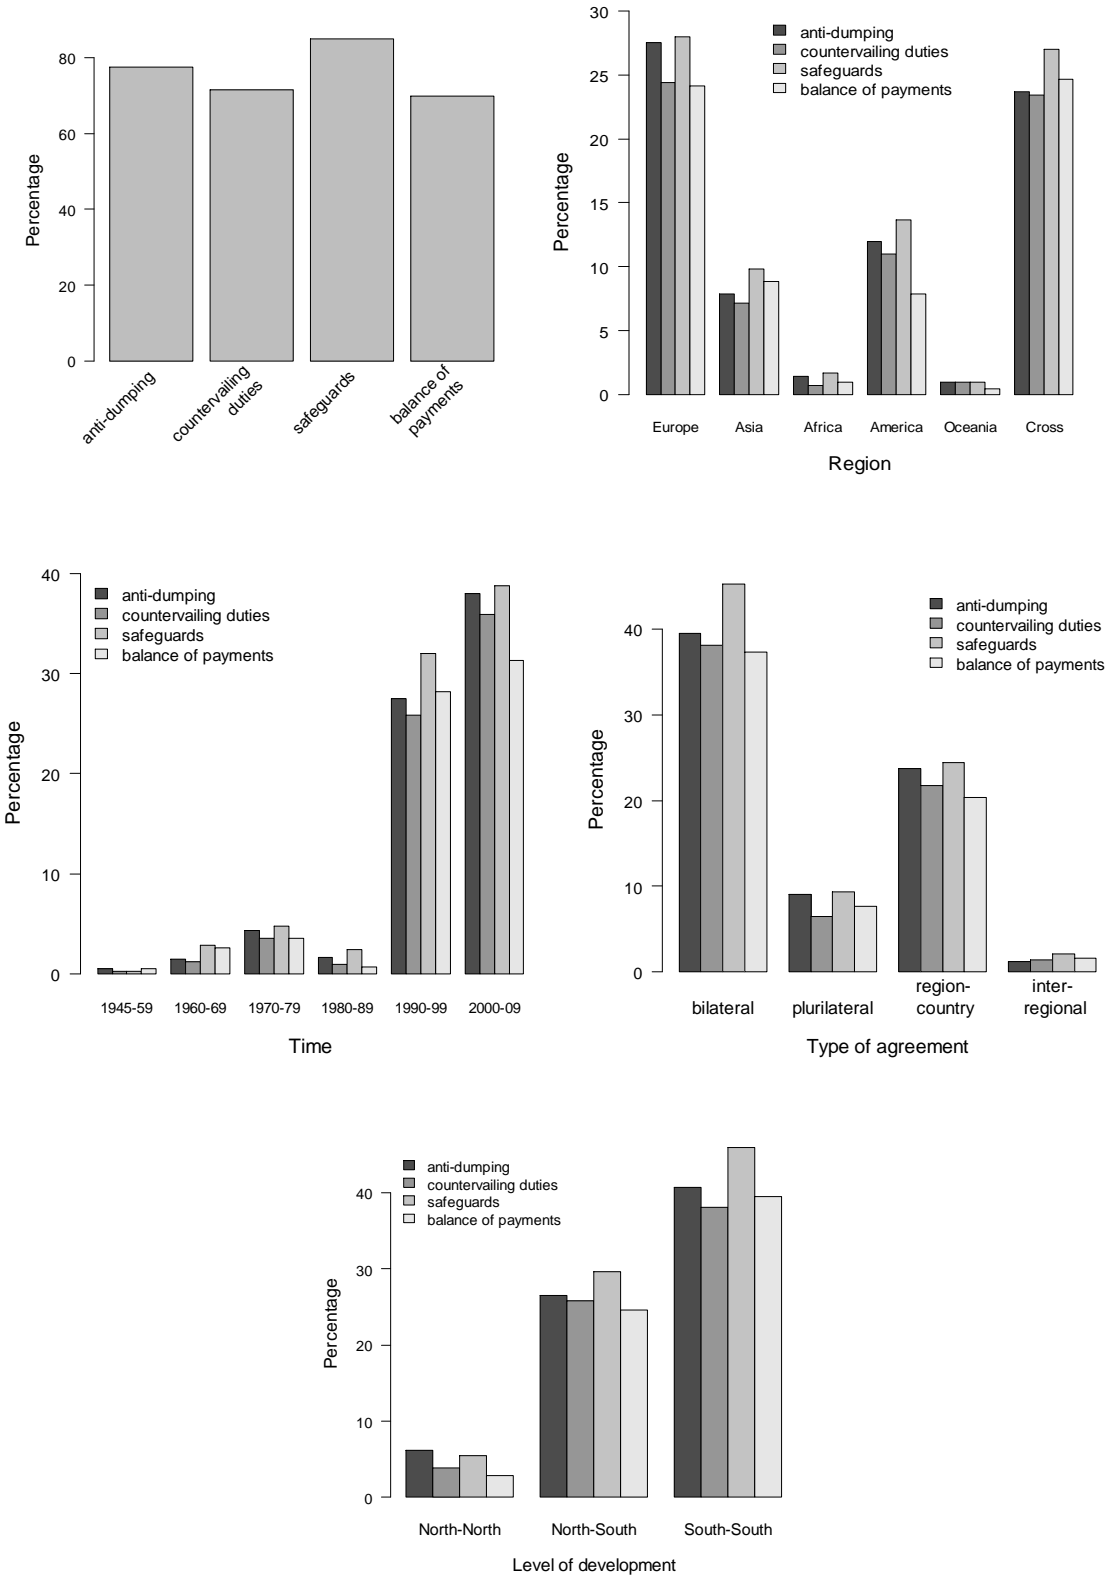 Percentage
80
60
40
20
0
anti-dumping
countervailing
duties
safeguards
balance of
payments
Percentage
30
25
20
15
10
5
0
anti-dumping
countervailing duties
safeguards
balance of payments
Europe Asia Africa America Oceania Cross
Region
Percentage
40
30
20
10
0
anti-dumping
countervailing duties
safeguards
balance of payments
1945-59 1960-69 1970-79 1980-89 1990-99 2000-09
Time
Percentage
40
30
20
10
0
anti-dumping
countervailing duties
safeguards
balance of payments
bilateral
plurilateral
region-
country
inter-
regional
Type of agreement
Percentage
40
30
20
10
0
anti-dumping
countervailing duties
safeguards
balance of payments
North-North North-South South-South
Level of development